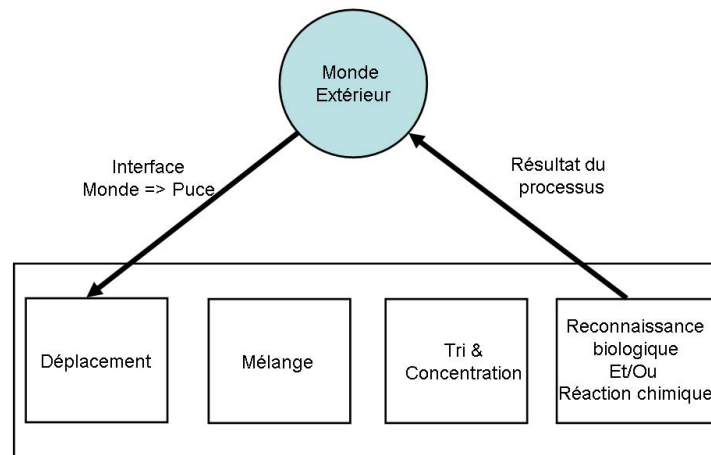 Monde
Extérieur
Interface
Monde => Puce
Résultat du
processus
Déplacement
Mélange
Tri &
Concentration
Reconnaissance
biologique
Et/Ou
Réaction chimique